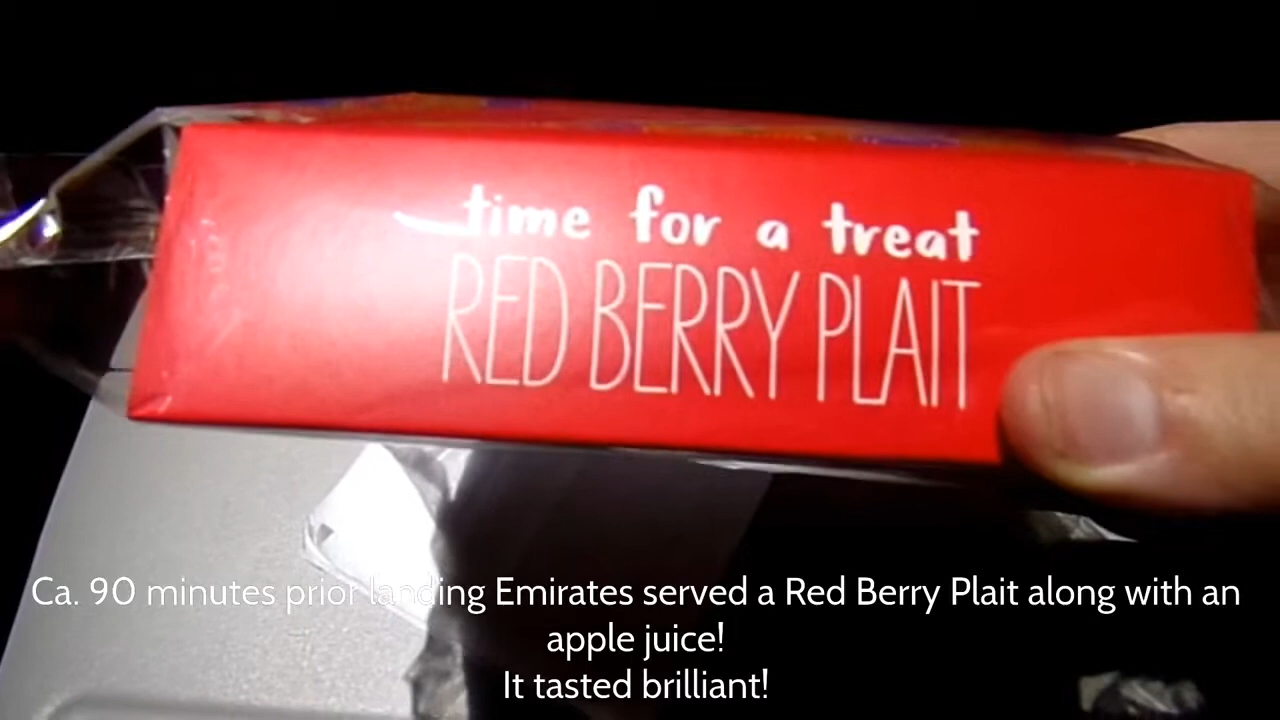 time for a treat
RED BERRY PLAIT
Ca. 90 minutes prior landing Emirates served a Red Berry Plait along with an
apple juice!
It tasted brilliant!